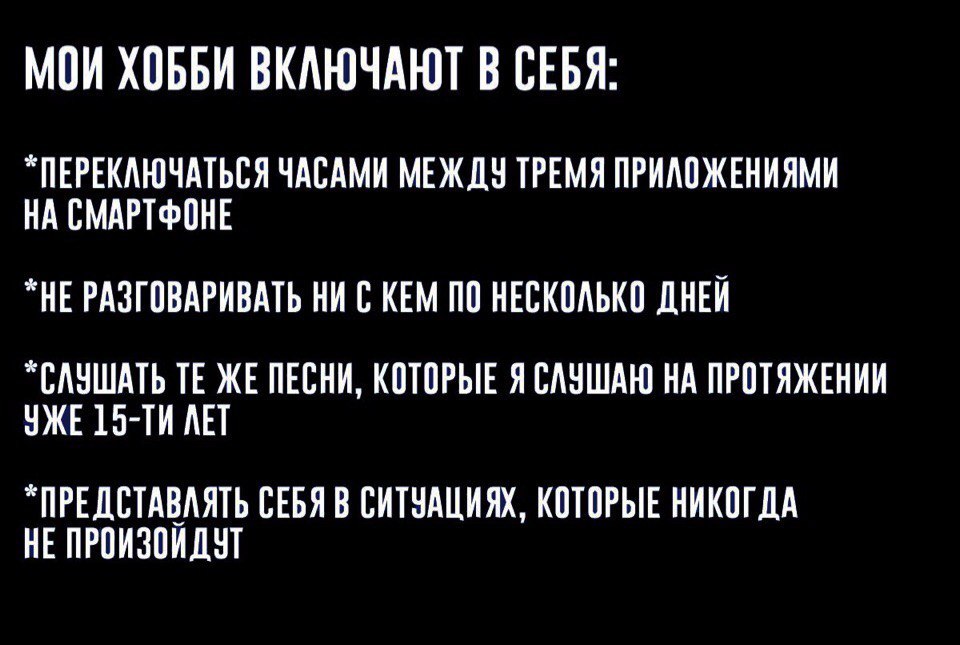 МОИ ХОББИ ВКЛЮЧАЮТ В СЕБЯ:
*ПЕРЕКЛЮЧАТЬСЯ ЧАСАМИ МЕЖДУ ТРЕМЯ ПРИЛОЖЕНИЯМИ
НА СМАРТФОНЕ
*НЕ РАЗГОВАРИВАТЬ НИ С КЕМ ПО НЕСКОЛЬКО ДНЕЙ
*СЛУШАТЬ ТЕ ЖЕ ПЕСНИ, КОТОРЫЕ Я СЛУШАЮ НА ПРОТЯЖЕНИИ
УЖЕ 15-ТИ ЛЕТ
*ПРЕДСТАВЛЯТЬ СЕБЯ В СИТУАЦИЯХ, КОТОРЫЕ НИКОГДА
НЕ ПРОИЗОЙДУТ